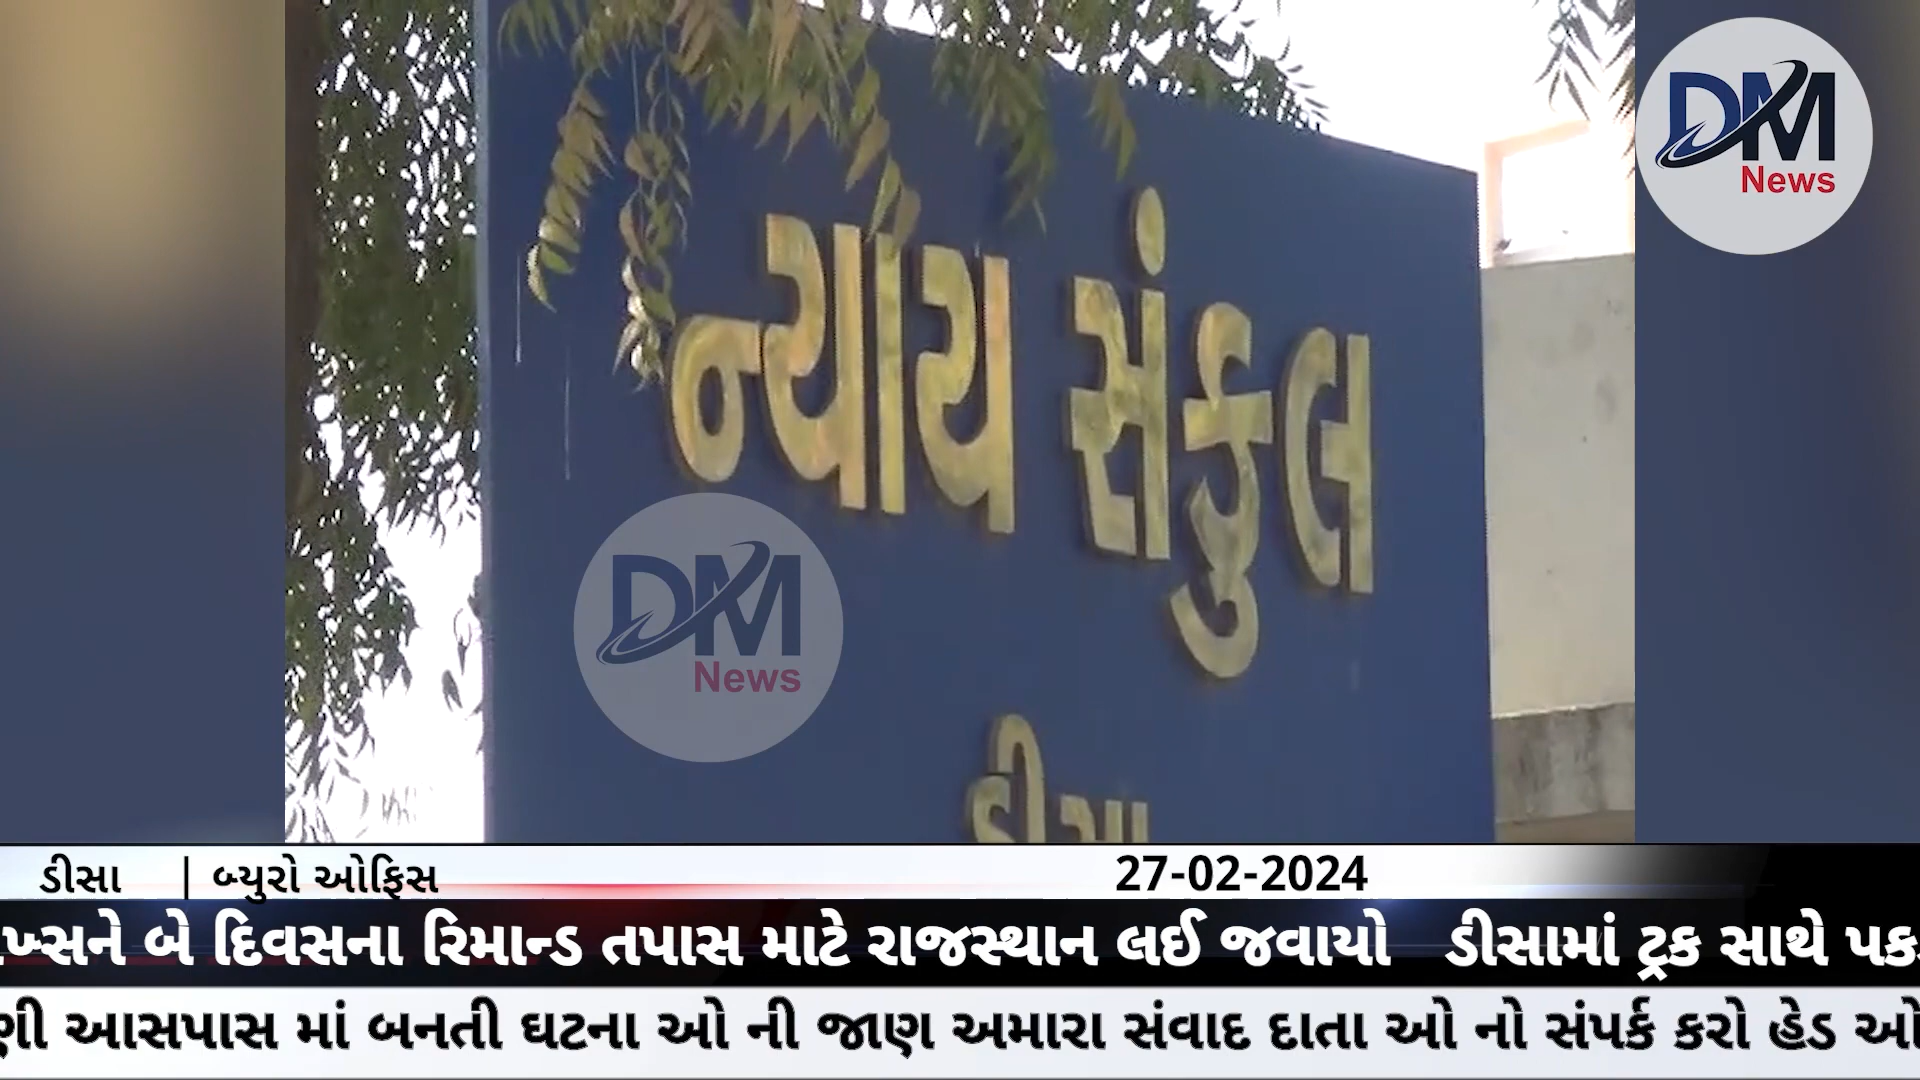 DM
News
ન્યાય સંકુલ
DM
News
ડીસા
ડીસા | બ્યુરો ઓફિસ
27-02-2024
ખ્સને બે દિવસના રિમાન્ડ તપાસ માટે રાજસ્થાન લઈ જવાયો ડીસામાં ટ્રક સાથે
આસપાસ માં બનતી ઘટના ઓ ની જાણ અમારા સંવાદ દાતા ઓ નો સંપર્ક કરો હેડ